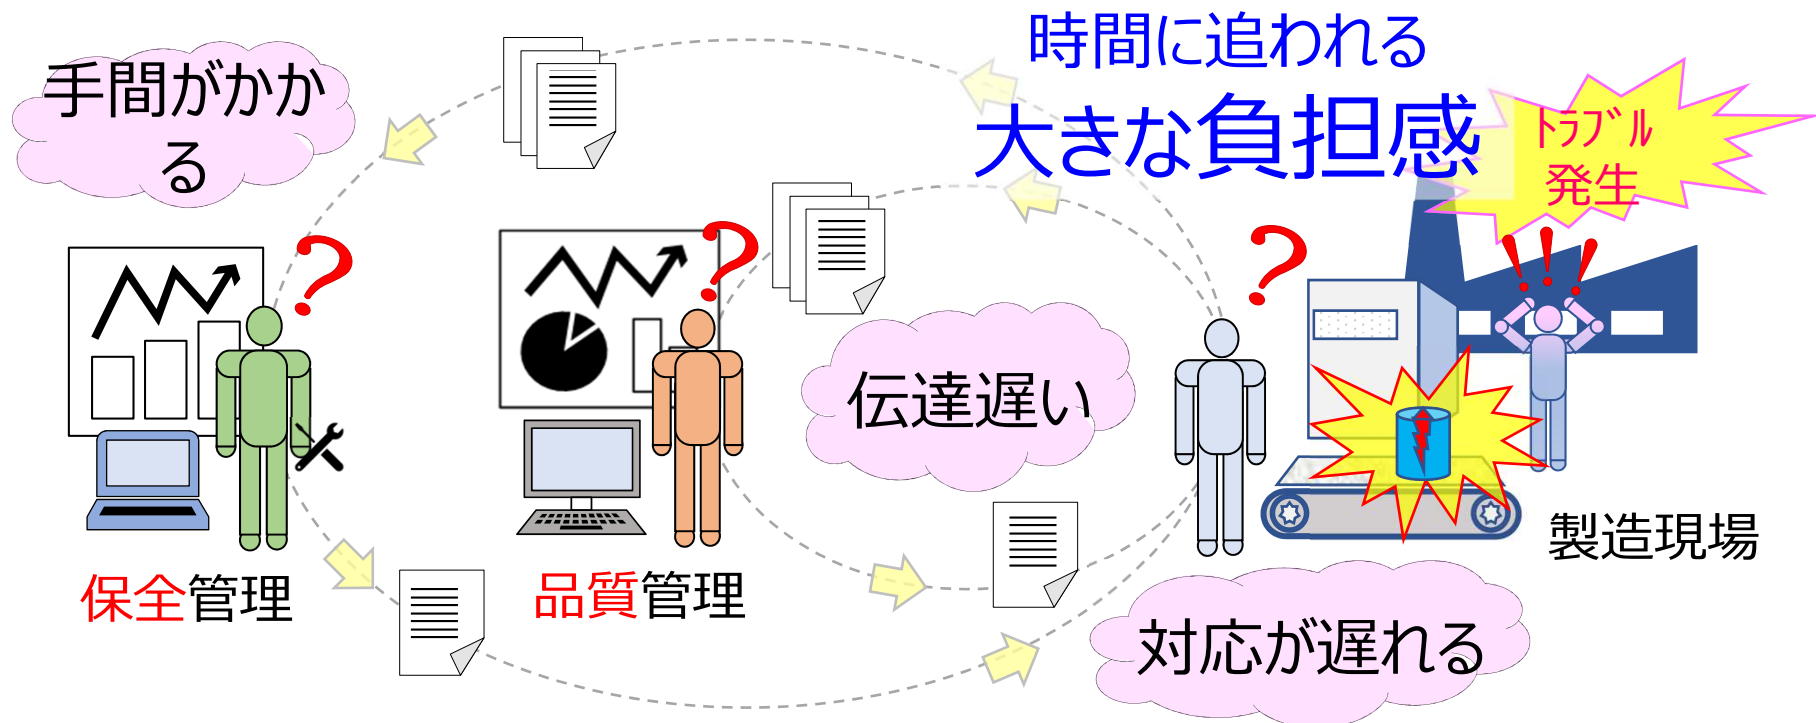 時間に追われる
大きな負担感
ﾄﾗﾌﾞﾙ
発生
手間がかか
る
?
?
?
!!!
伝達遅い
製造現場
保全管理
品質管理
対応が遅れる